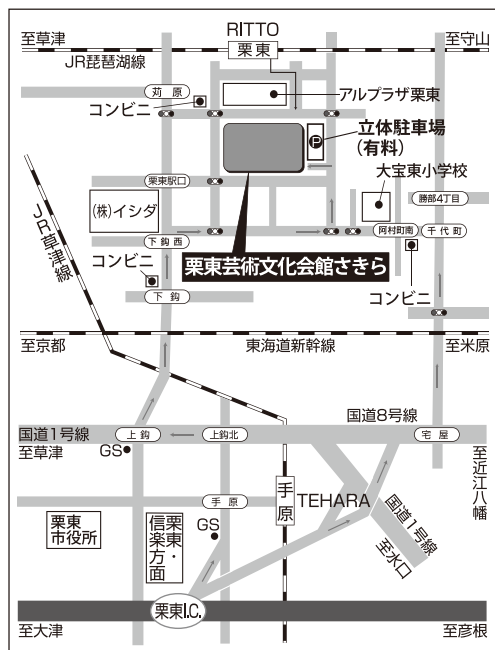 RITTO
至草津
栗東
至守山
JR琵琶湖線
苅原
アルプラザ栗東
コンビニ
立体駐車場
(有料)
大宝東小学校
栗東駅口
勝部4丁目
(株)イシダ
阿村町南
千代町
下鈎西
栗東芸術文化会館さきら
JR草津線
コンビニ
コンビニ
下鈎
至京都
東海道新幹線
至米原
国道8号線
国道1号線
上鈎
上鈎北
宅屋
至草津
GS
至近江八幡
手原
手原
TEHARA
国道1号線
至水口
栗東
市役所
栗東・
信楽方面
GS
栗東I.C.
至大津
至彦根